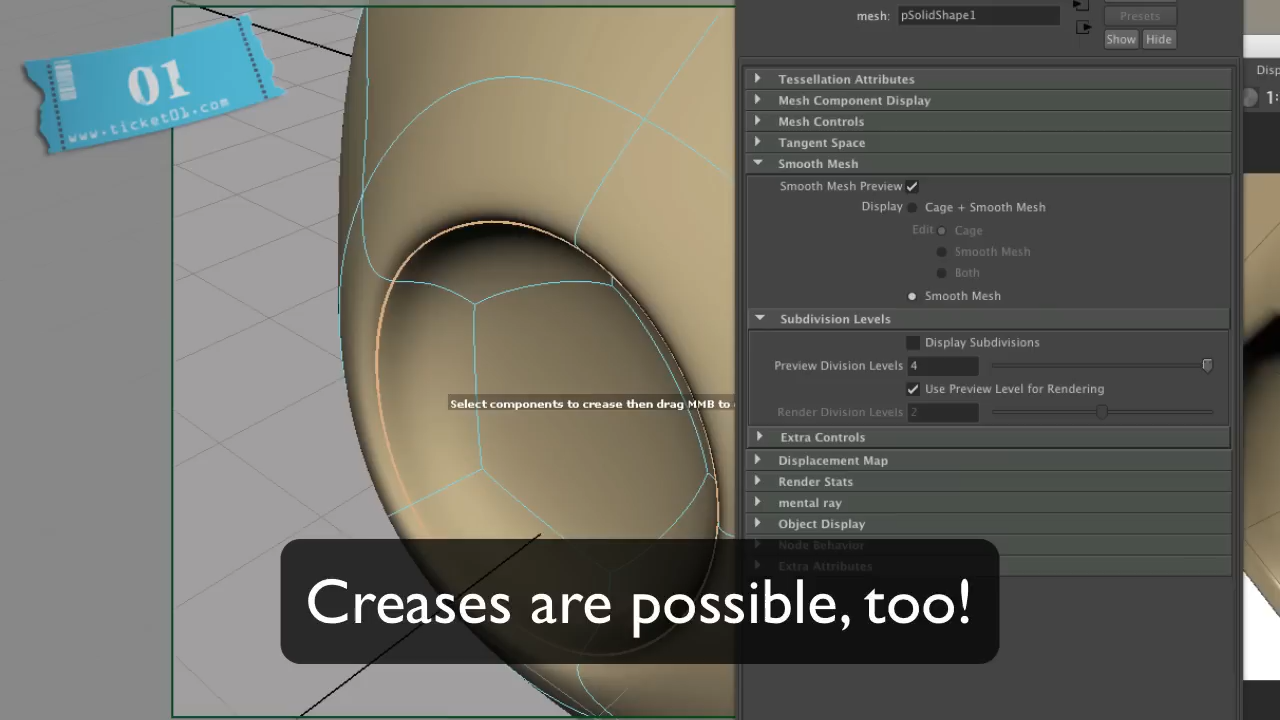 01
www.ticket01.com
mesh: pSolidShape1
Presets
Show Hide
Disp
1:
Tessellation Attributes
Mesh Component Display
Mesh Controls
Tangent Space
Smooth Mesh
Smooth Mesh Preview
Display Cage + Smooth Mesh
Edit Cage
Smooth Mesh
Both
Smooth Mesh
Subdivision Levels
Display Subdivisions
Preview Division Levels 4
Use Preview Level for Rendering
Render Division Levels 2
Extra Controls
Displacement Map
Render Stats
mental ray
Object Display
Node Behavior
Extra Attributes
Select components to crease then drag MMB to
Creases are possible, too!